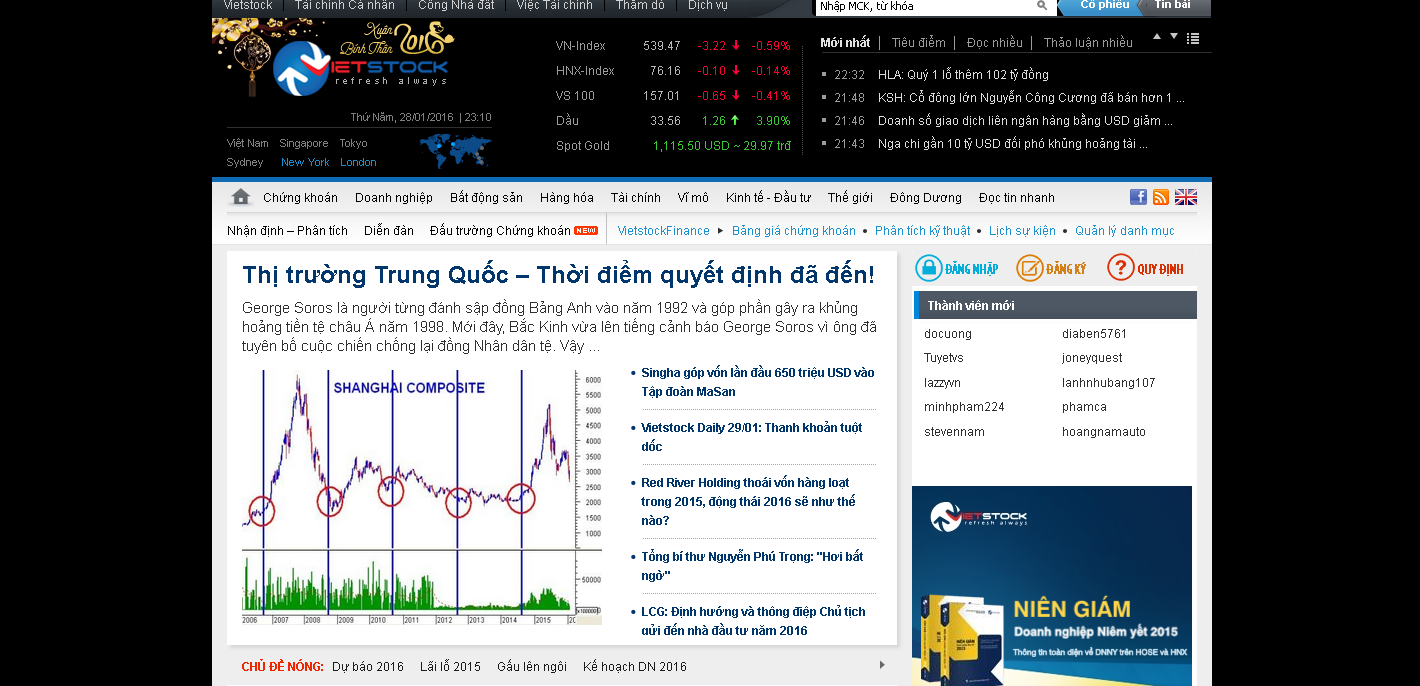 Vietstock
Tài chính Cá nhân
Công Nhà đất
Việc Tài chính
Thăm dò
Dịch vụ
Nhập MCK, từ khóa
Cổ phiếu
Tin bài
Xuân
Bính Thân 2016
VIETSTOCK
refresh always
Thứ Năm, 28/01/2016 | 23:10
Việt Nam Singapore Tokyo
Sydney New York London
VN-Index 539.47 -3.22 -0.59%
HNX-Index 76.16 -0.10 -0.14%
VS 100 157.01 -0.65 -0.41%
Dầu 33.56 1.26 3.90%
Spot Gold 1,115.50 USD ~ 29.97 trđ
Mới nhất | Tiêu điểm | Đọc nhiều | Thảo luận nhiều
22:32 HLA: Quý 1 lỗ thêm 102 tỷ đồng
21:48 KSH: Cổ đông lớn Nguyễn Công Cương đã bán hơn 1 ...
21:46 Doanh số giao dịch liên ngân hàng bằng USD giảm ...
21:43 Nga chi gần 10 tỷ USD đối phó khủng hoảng tài ...
Chứng khoán Doanh nghiệp Bất động sản Hàng hóa Tài chính Vĩ mô Kinh tế - Đầu tư Thế giới Đông Dương Đọc tin nhanh
Nhận định – Phân tích Diễn đàn Đấu trường Chứng khoán NEW
VietstockFinance Bảng giá chứng khoán • Phân tích kỹ thuật • Lịch sự kiện • Quản lý danh mục
Thị trường Trung Quốc – Thời điểm quyết định đã đến!
George Soros là người từng đánh sập đồng Bảng Anh vào năm 1992 và góp phần gây ra khủng
hoảng tiền tệ châu Á năm 1998. Mới đây, Bắc Kinh vừa lên tiếng cảnh báo George Soros vì ông đã
tuyên bố cuộc chiến chống lại đồng Nhân dân tệ. Vậy ...
SHANGHAI COMPOSITE
6000
5500
5000
4500
4000
3500
3000
2500
2000
1500
1000
50000
x100000
2006 2007 2008 2009 2010 2011 2012 2013 2014 2015
• Singha góp vốn lần đầu 650 triệu USD vào
Tập đoàn MaSan
• Vietstock Daily 29/01: Thanh khoản tuột
dốc
• Red River Holding thoái vốn hàng loạt
trong 2015, động thái 2016 sẽ như thế
nào?
• Tổng bí thư Nguyễn Phú Trọng: "Hơi bất
ngờ"
• LCG: Định hướng và thông điệp Chủ tịch
gửi đến nhà đầu tư năm 2016
CHỦ ĐỀ NÓNG: Dự báo 2016 Lãi lỗ 2015 Gấu lên ngôi Kế hoạch DN 2016
ĐĂNG NHẬP
ĐĂNG KÝ
QUY ĐỊNH
Thành viên mới
docuong diaben5761
Tuyetvs joneyquest
lazzyvn lanhnhubang107
minhpham224 phamca
stevennam hoangnamauto
VIETSTOCK
refresh always
NIÊN GIÁM
Doanh nghiệp Niêm yết 2015
Thông tin toàn diện về DNNY trên HOSE và HNX